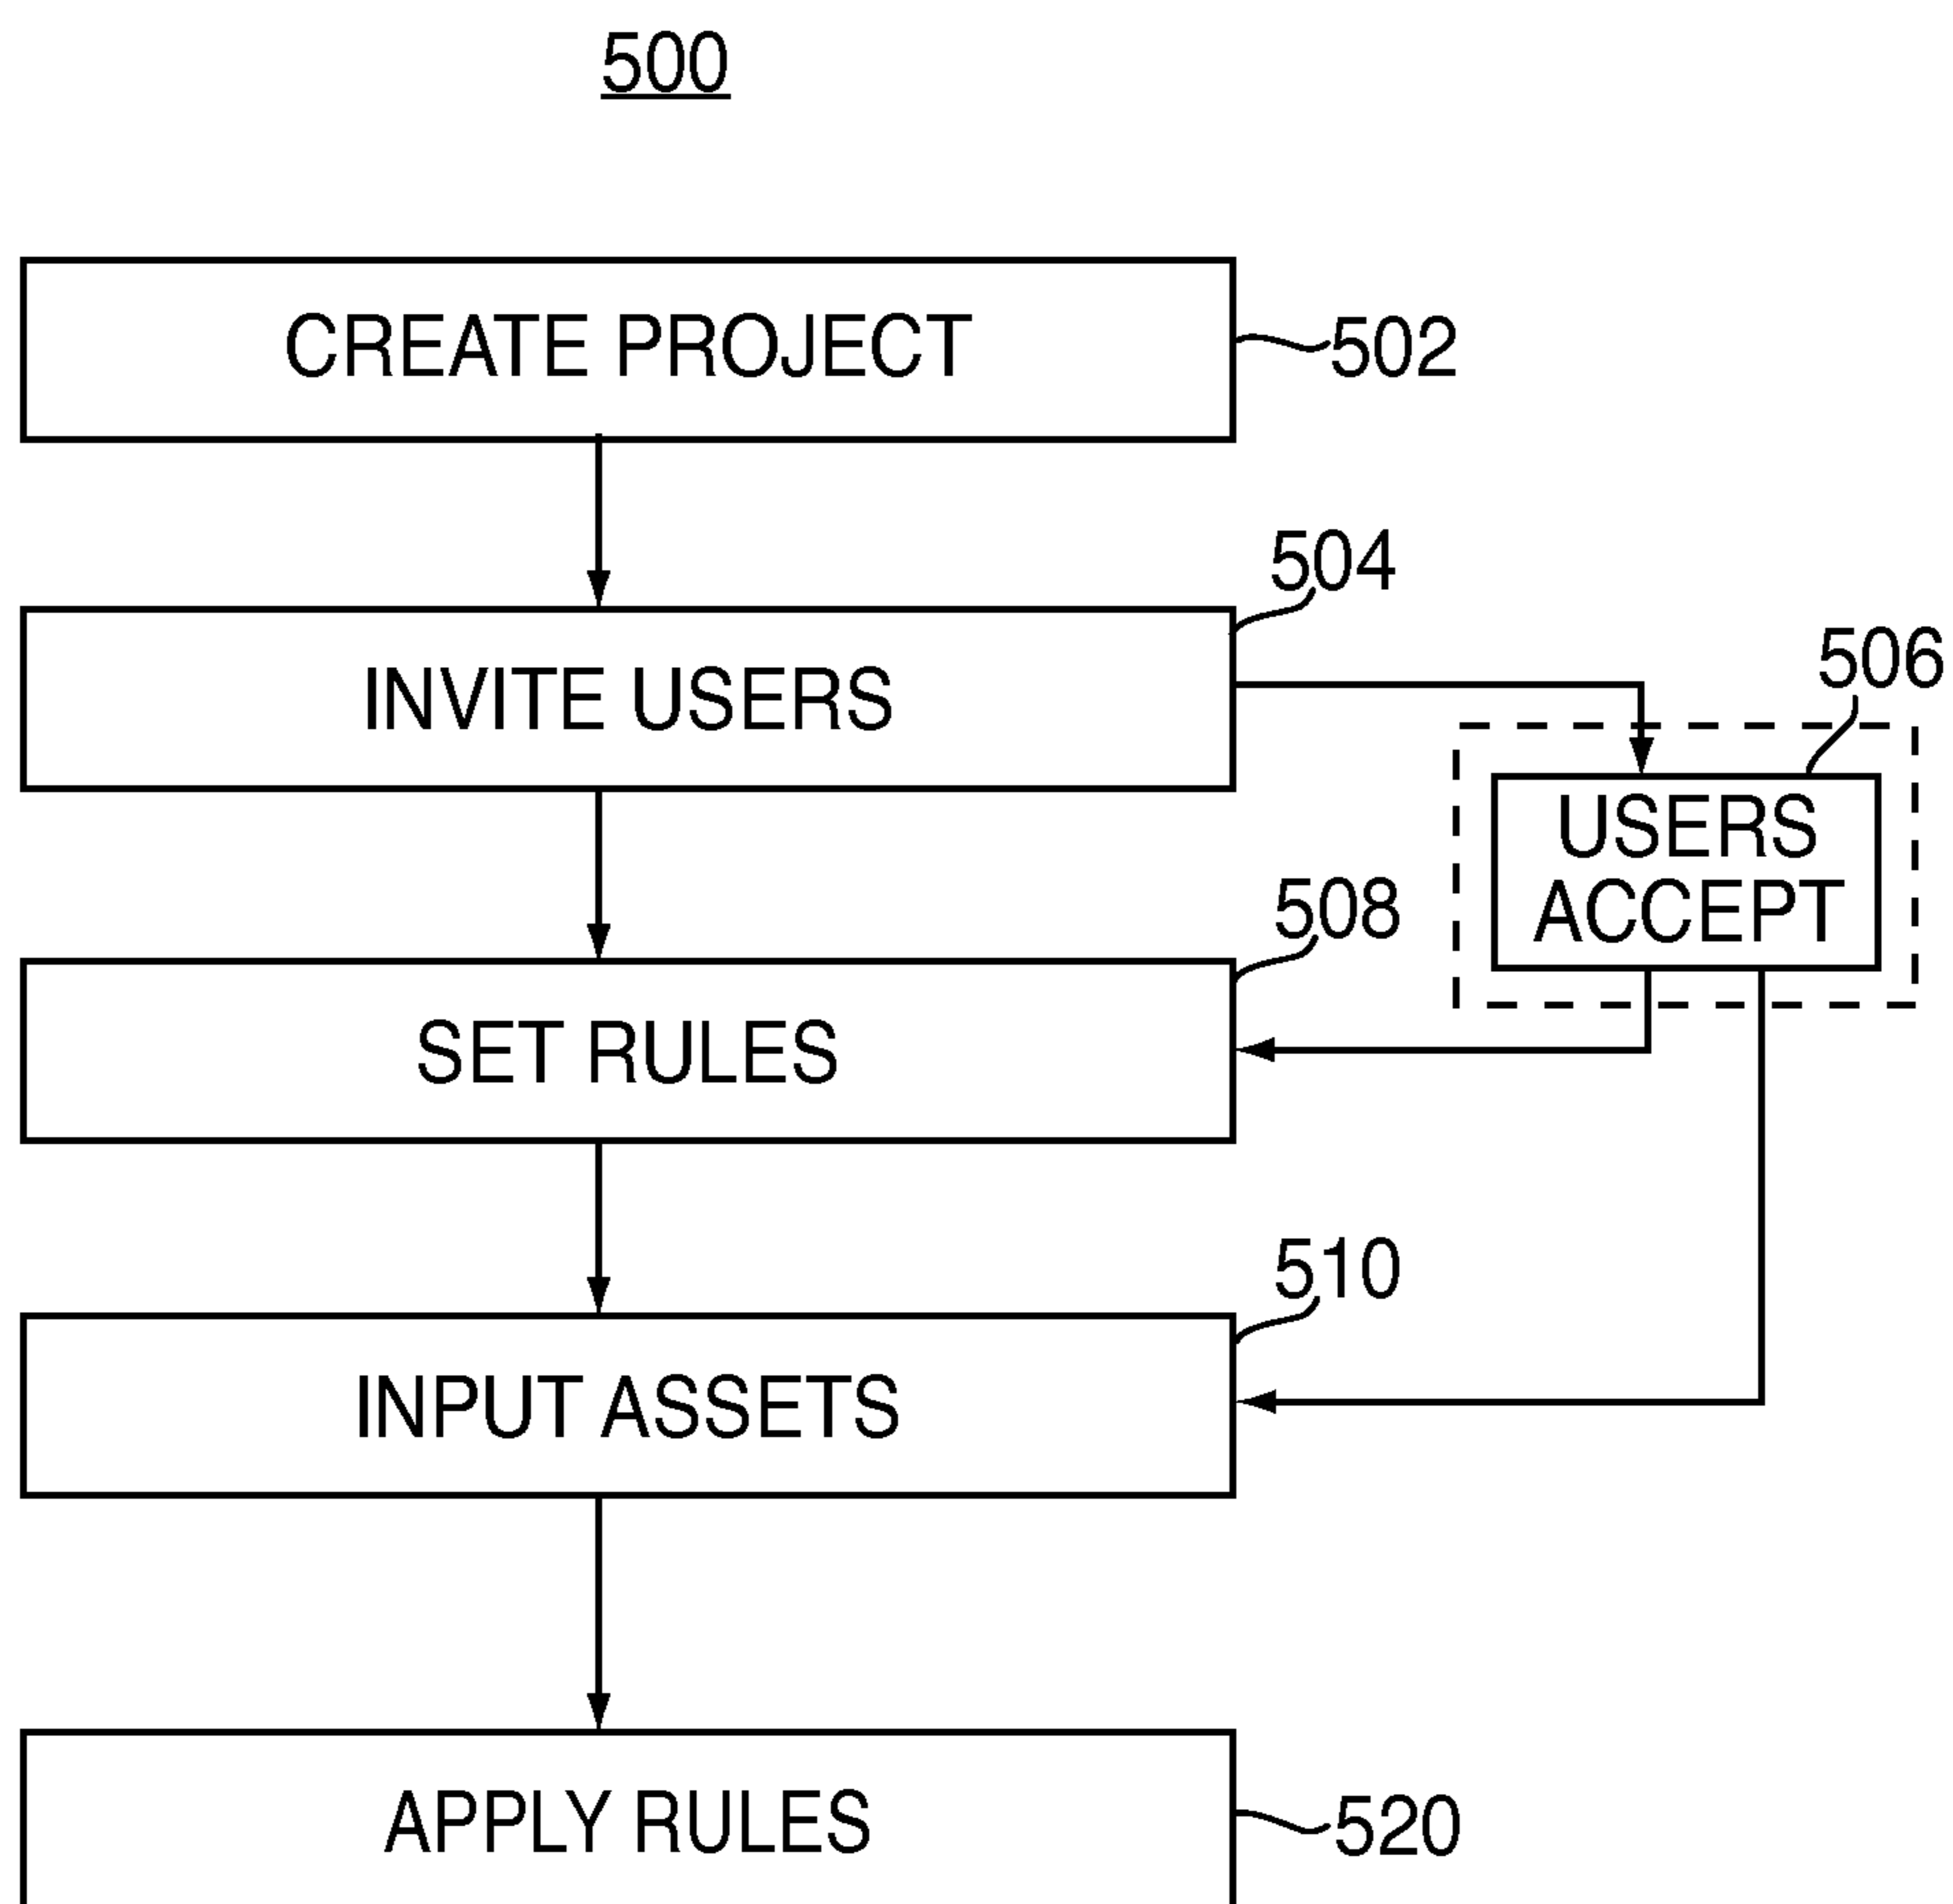 500
CREATE PROJECT
502
504
INVITE USERS
506
USERS
ACCEPT
508
SET RULES
510
INPUT ASSETS
APPLY RULES
520